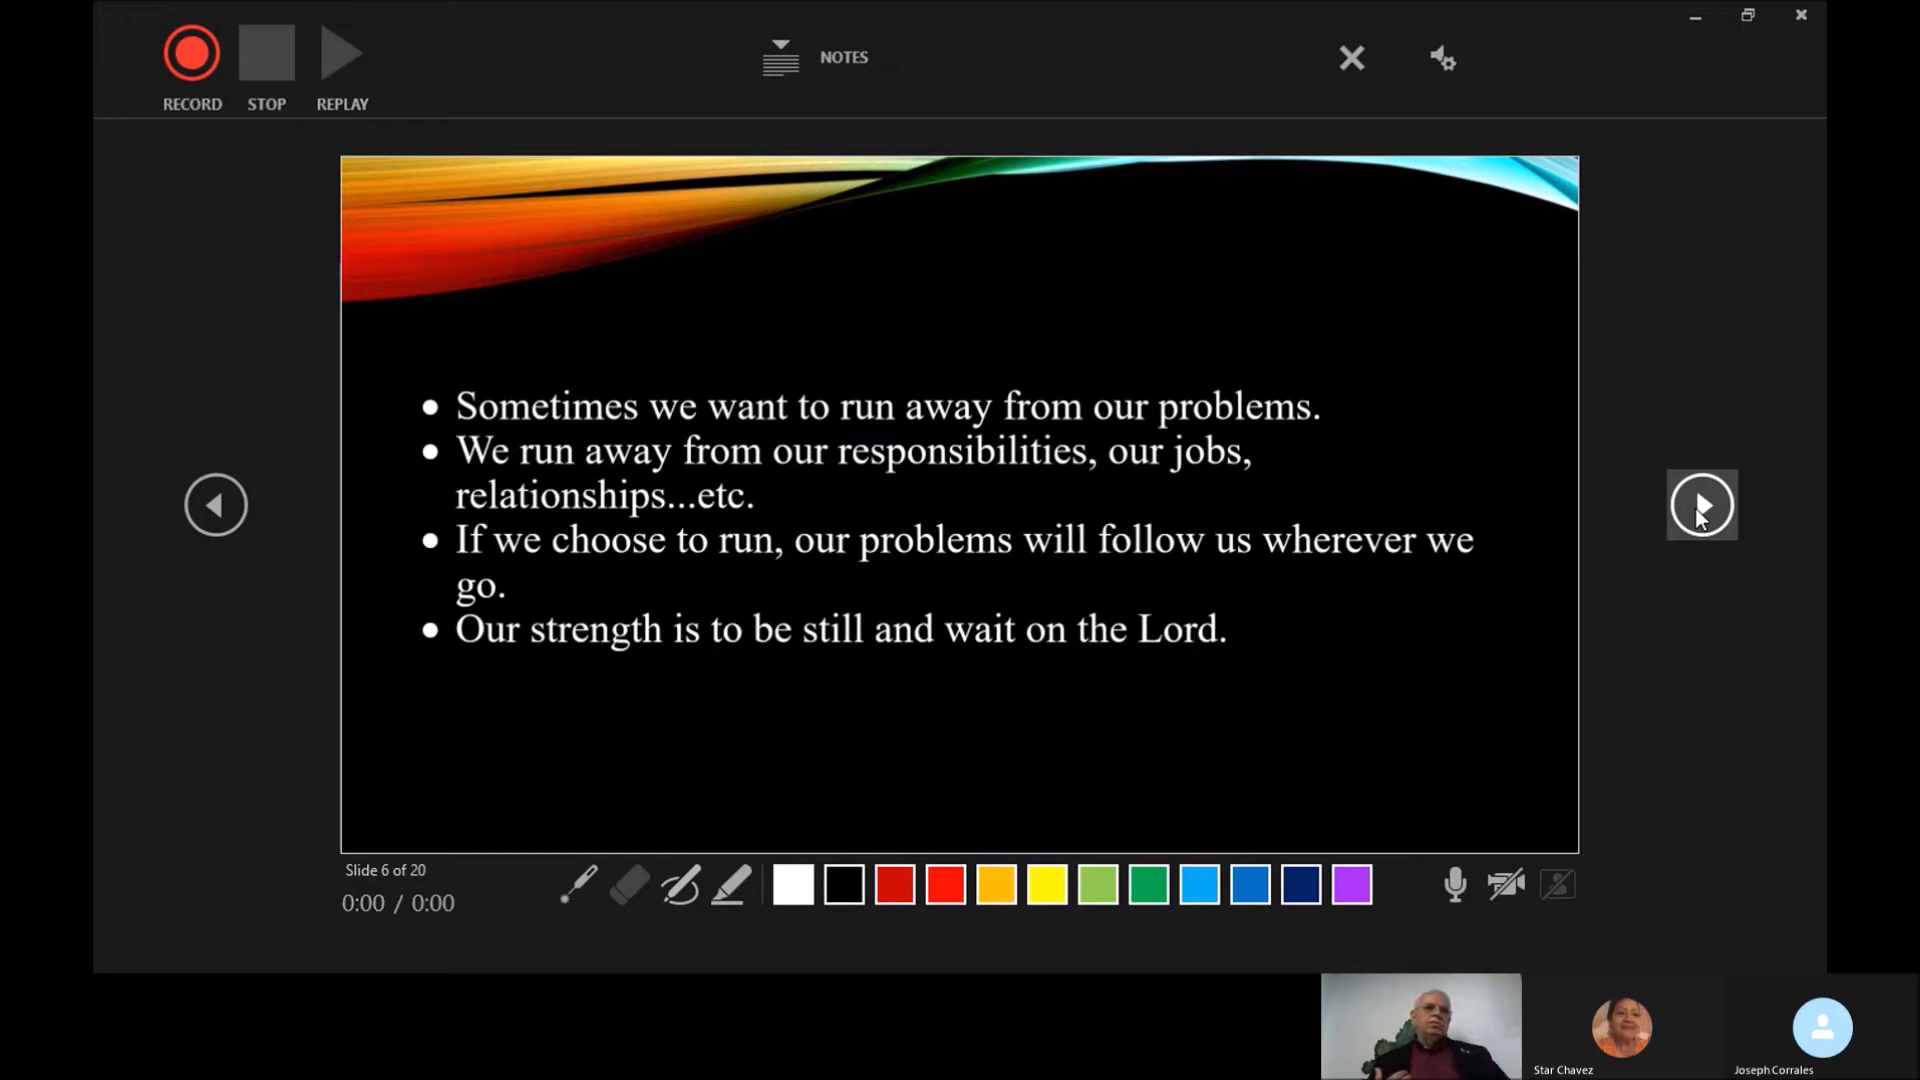 NOTES
RECORD STOP REPLAY
• Sometimes we want to run away from our problems.
• We run away from our responsibilities, our jobs,
relationships...etc.
• If we choose to run, our problems will follow us wherever we
go.
• Our strength is to be still and wait on the Lord.
Slide 6 of 20
0:00 / 0:00
Star Chavez
Joseph Corrales